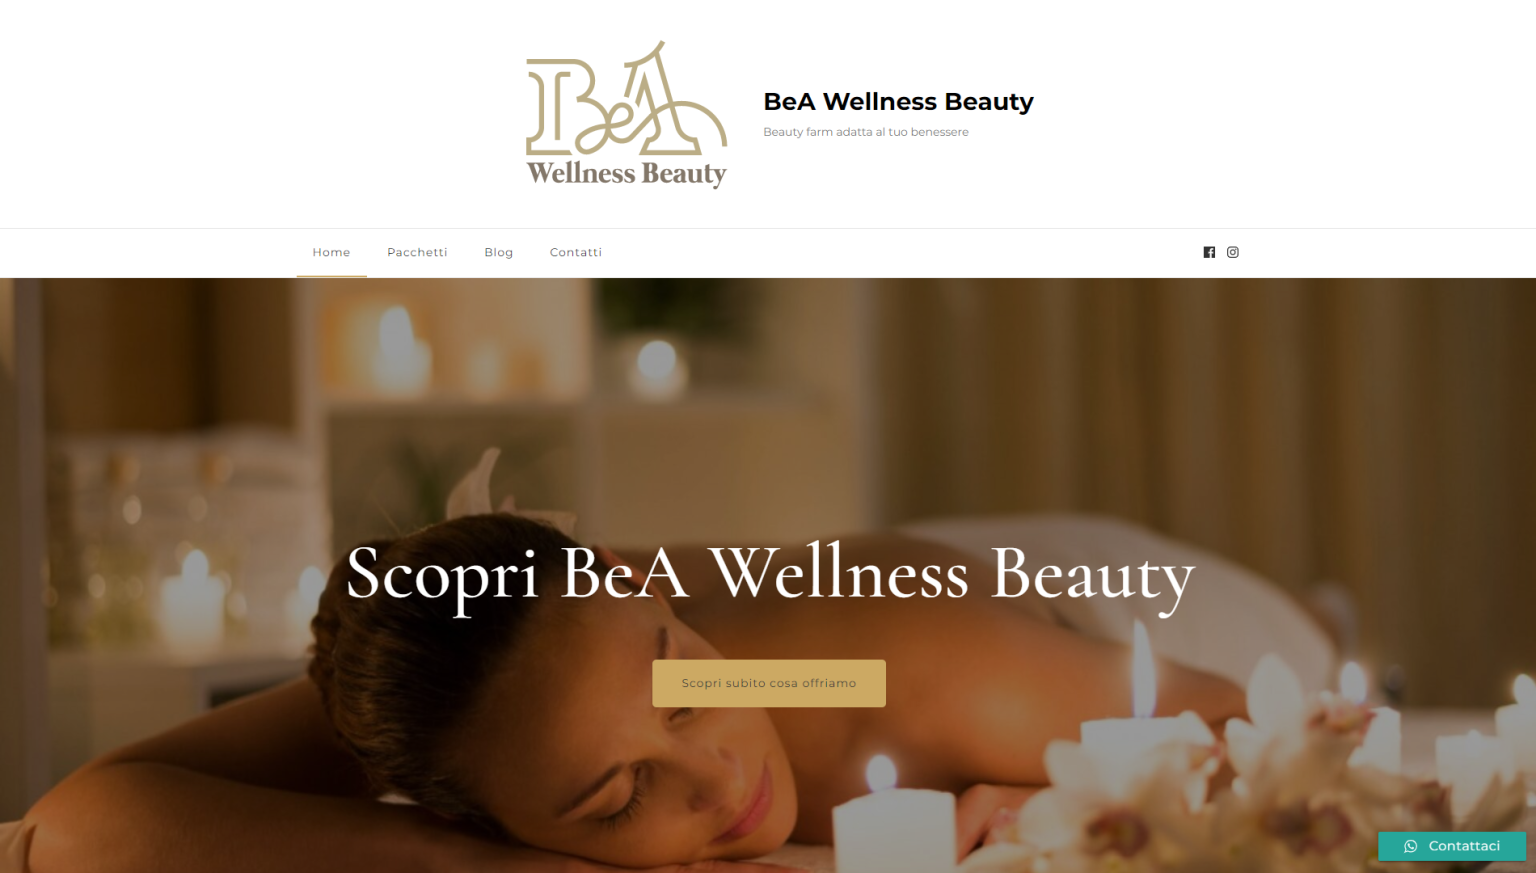 BeA
Wellness Beauty
BeA Wellness Beauty
Beauty farm adatta al tuo benessere
Home Pacchetti Blog Contatti
Scopri BeA Wellness Beauty
Scopri subito cosa offriamo
Contattaci